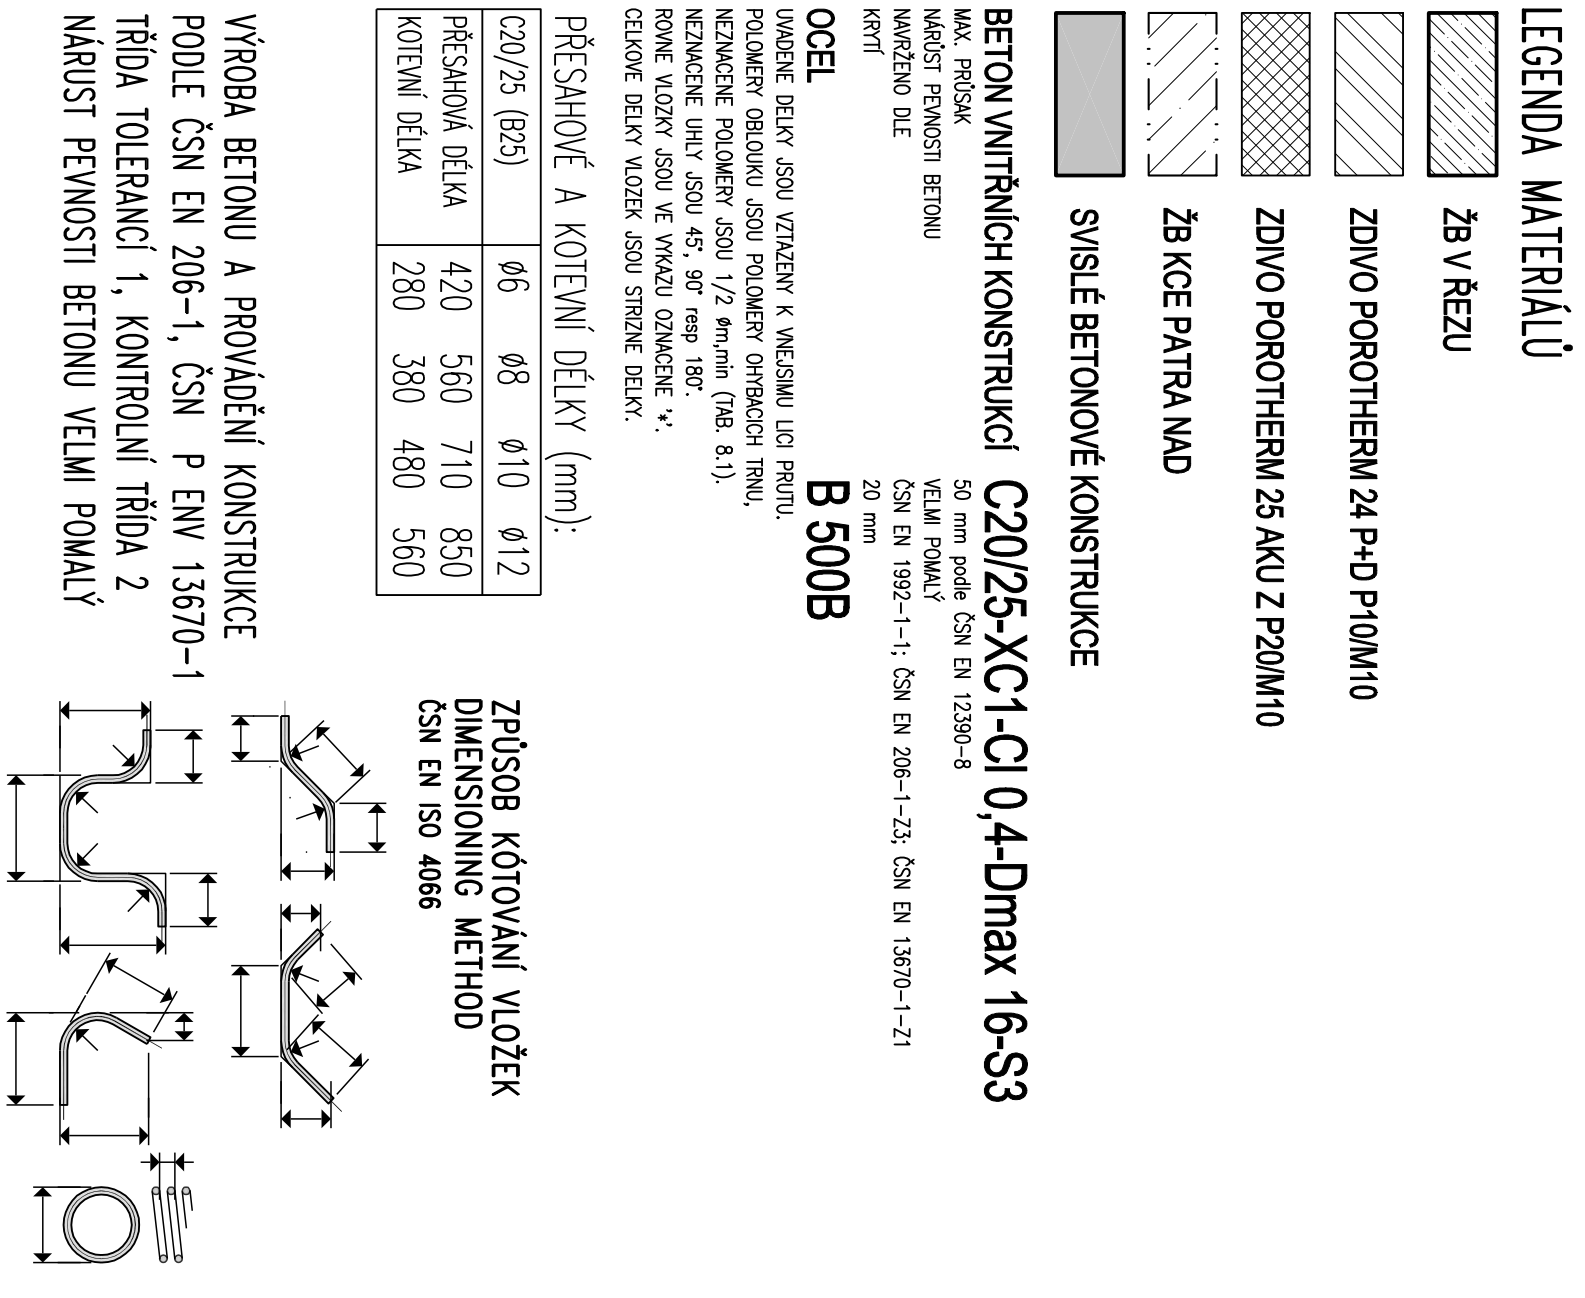 LEGENDA MATERIÁLŮ
ŽB V ŘEZU
ZDIVO POROTHERM 24 P+D P10/M10
ZDIVO POROTHERM 25 AKU Z P20/M10
ŽB KCE PATRA NAD
SVISLÉ BETONOVÉ KONSTRUKCE
BETON VNITŘNÍCH KONSTRUKCÍ C20/25-XC1-Cl 0,4-Dmax 16-S3
MAX. PRŮSAK 50 mm podle ČSN EN 12390-8
NÁRŮST PEVNOSTI BETONU VELMI POMALÝ
NAVRŽENO DLE ČSN EN 1992-1-1; ČSN EN 206-1-Z3; ČSN EN 13670-1-Z1
KRYTÍ 20 mm
OCEL B 500B
UVADENE DELKY JSOU VZTAZENY K VNEJSIMU LICI PRUTU.
POLOMERY OBLOUKU JSOU POLOMERY OHYBACICH TRNU,
NEZNACENE POLOMERY JSOU 1/2 øm,min (TAB. 8.1).
NEZNACENE UHLY JSOU 45°, 90° resp 180°.
ROVNE VLOZKY JSOU VE VYKAZU OZNACENE '*'.
CELKOVE DELKY VLOZEK JSOU STRIZNE DELKY.
PŘESAHOVÉ A KOTEVNÍ DÉLKY (mm):
C20/25 (B25) ø6 ø8 ø10 ø12
PŘESAHOVÁ DÉLKA 420 560 710 850
KOTEVNÍ DÉLKA 280 380 480 560
VÝROBA BETONU A PROVÁDĚNÍ KONSTRUKCE
PODLE ČSN EN 206-1, ČSN P ENV 13670-1
TŘÍDA TOLERANCÍ 1, KONTROLNÍ TŘÍDA 2
NÁRUST PEVNOSTI BETONU VELMI POMALÝ
ZPŮSOB KÓTOVÁNÍ VLOŽEK
DIMENSIONING METHOD
ČSN EN ISO 4066